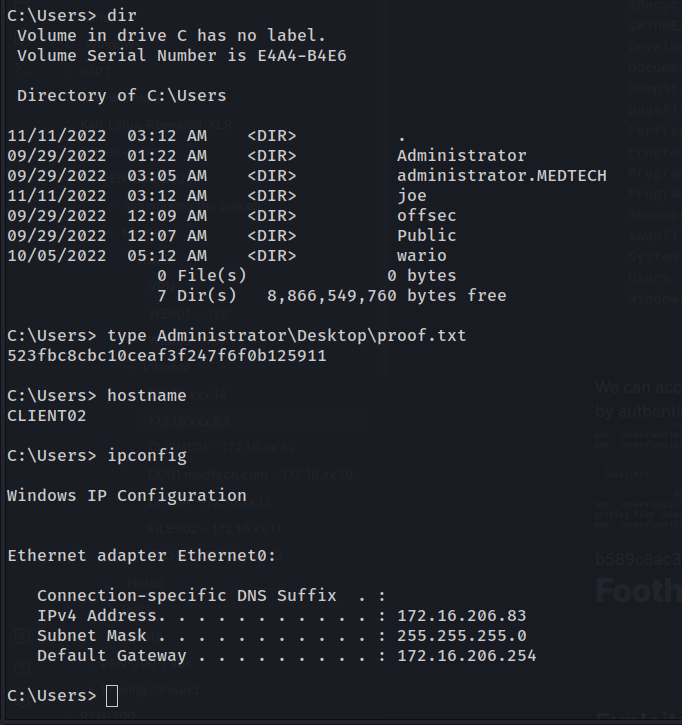 C:\Users> dir
 Volume in drive C has no label.
 Volume Serial Number is E4A4-B4E6

 Directory of C:\Users

11/11/2022  03:12 AM    <DIR>          .
09/29/2022  01:22 AM    <DIR>          Administrator
09/29/2022  03:05 AM    <DIR>          administrator.MEDTECH
11/11/2022  03:12 AM    <DIR>          joe
09/29/2022  12:09 AM    <DIR>          offsec
09/29/2022  12:07 AM    <DIR>          Public
10/05/2022  05:12 AM    <DIR>          wario
               0 File(s)              0 bytes
               7 Dir(s)   8,866,549,760 bytes free

C:\Users> type Administrator\Desktop\proof.txt
523fbc8cbc10ceaf3f247f6f0b125911

C:\Users> hostname
CLIENT02

C:\Users> ipconfig

Windows IP Configuration


Ethernet adapter Ethernet0:

   Connection-specific DNS Suffix  . :
   IPv4 Address. . . . . . . . . . . : 172.16.206.83
   Subnet Mask . . . . . . . . . . . : 255.255.255.0
   Default Gateway . . . . . . . . . : 172.16.206.254

C:\Users>
We can acc
by authenti
b589c8ac3
Footh